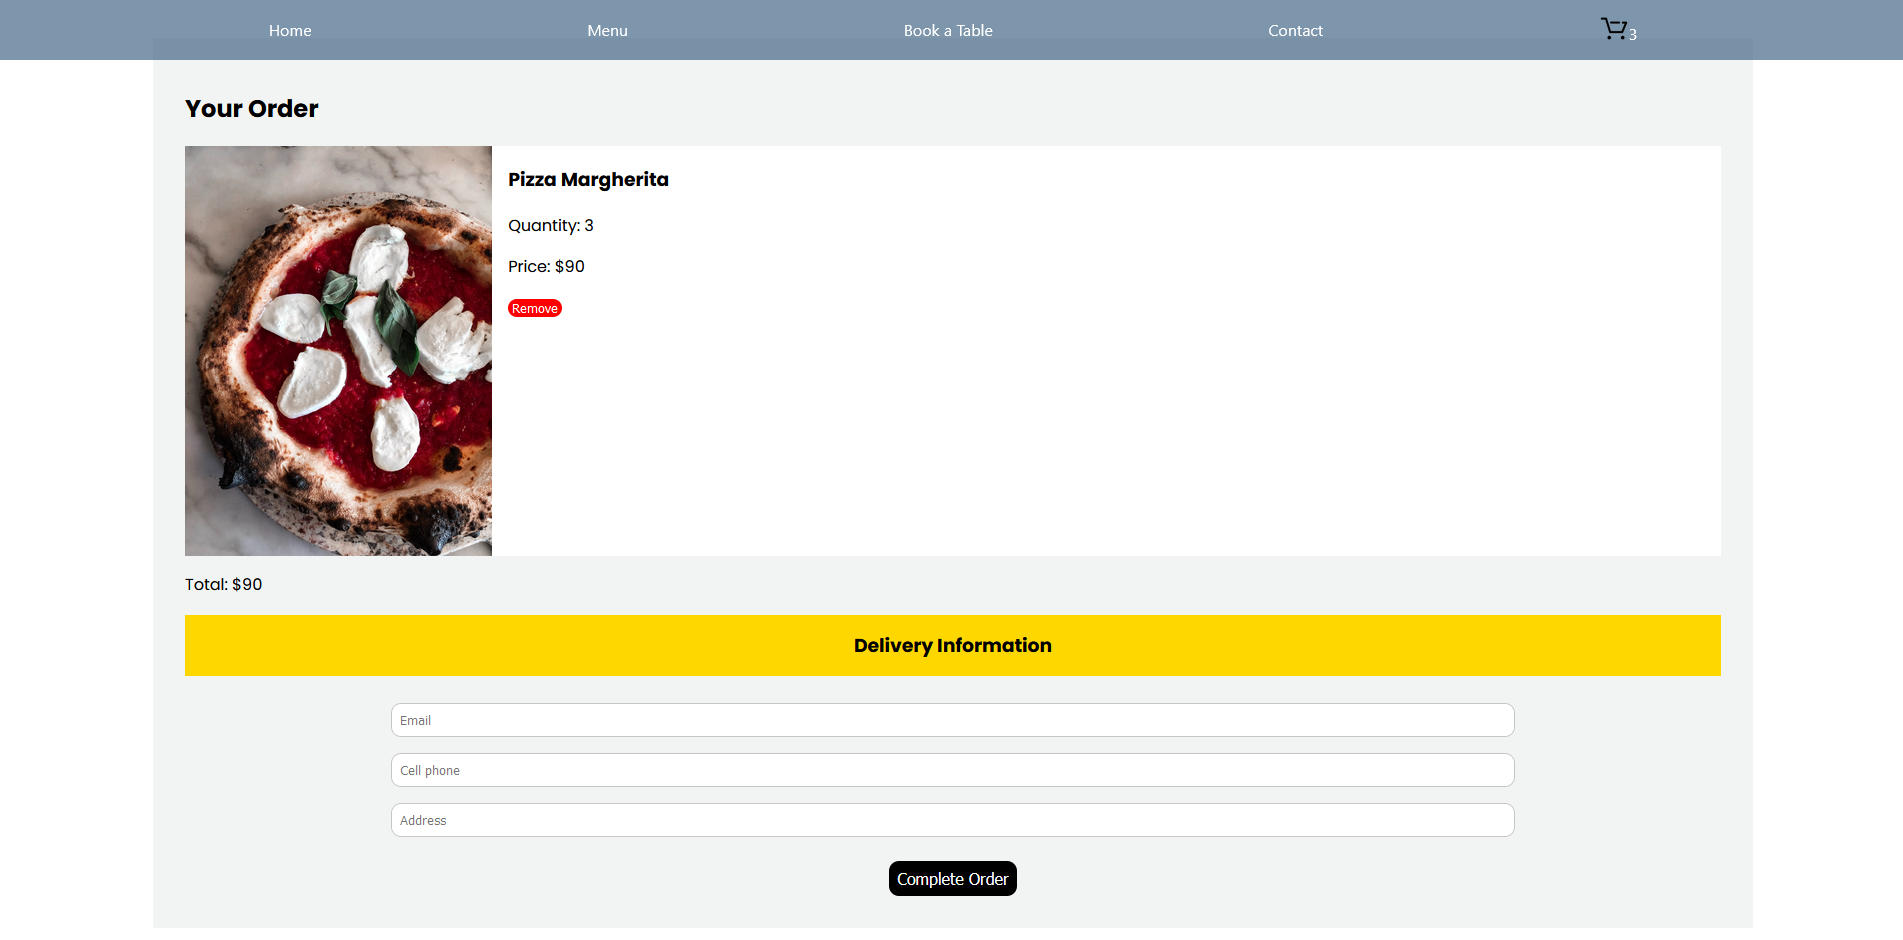 Home
Menu
Book a Table
Contact
3
Your Order
Pizza Margherita
Quantity: 3
Price: $90
Remove
Total: $90
Delivery Information
Email
Cell phone
Address
Complete Order